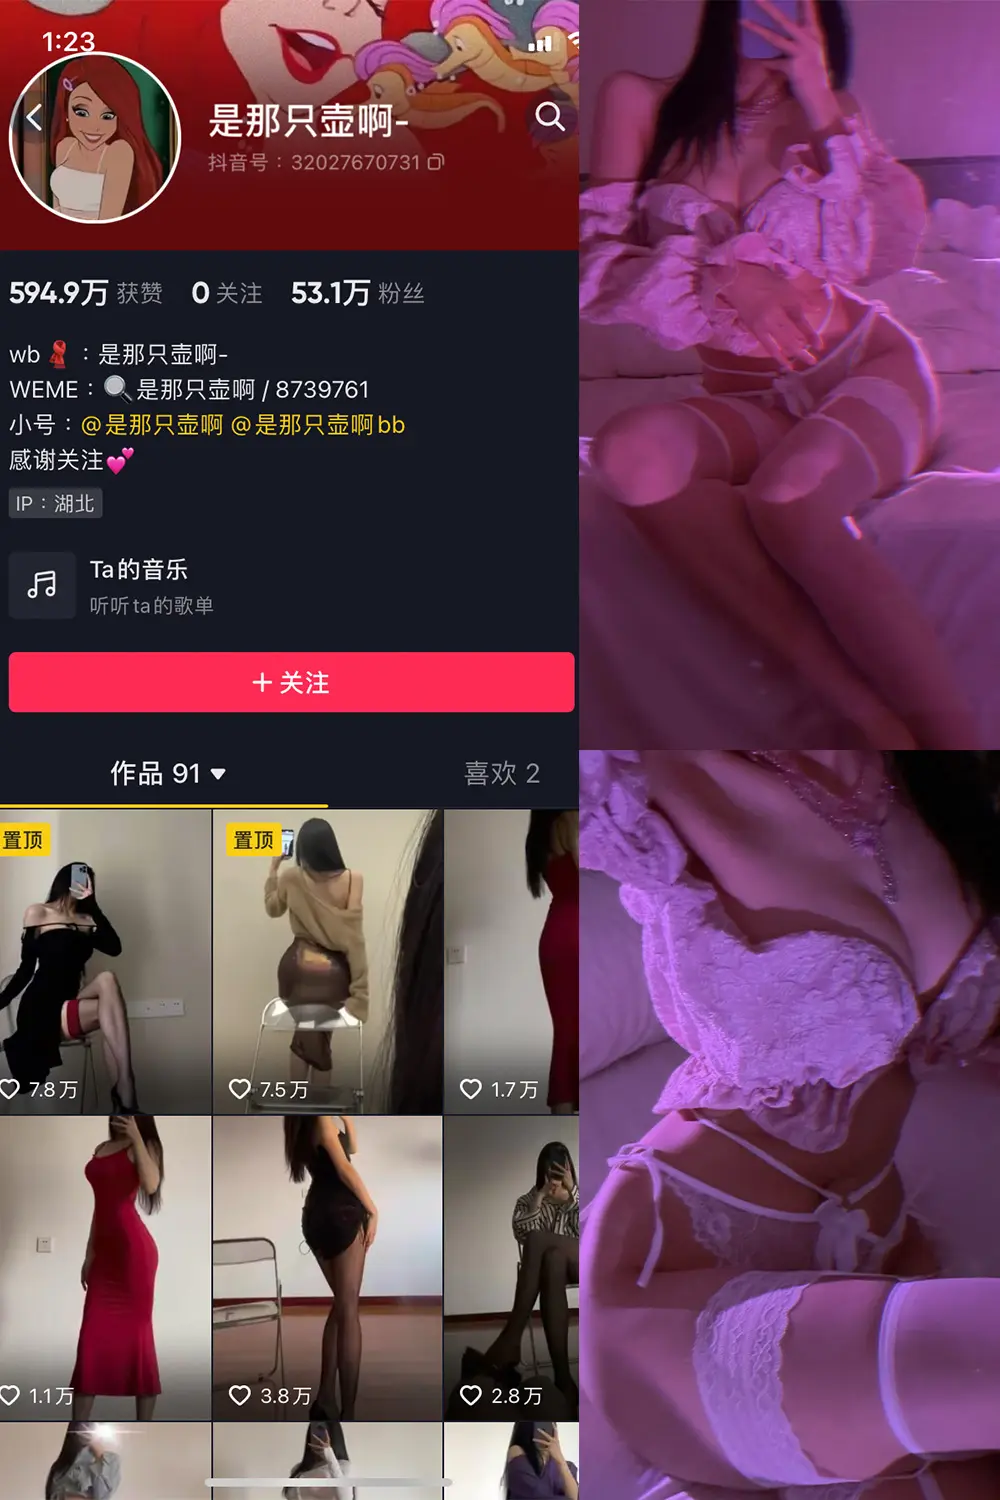 1:23
是那只壶啊-
抖音号：32027670731
594.9万 获赞 0 关注 53.1万 粉丝
wb ：是那只壶啊-
WEME：是那只壶啊 / 8739761
小号：@是那只壶啊 @是那只壶啊bb
感谢关注
IP：湖北
Ta的音乐
听听ta的歌单
+ 关注
作品 91 喜欢 2
置顶 置顶
7.8万 7.5万 1.7万
1.1万 3.8万 2.8万